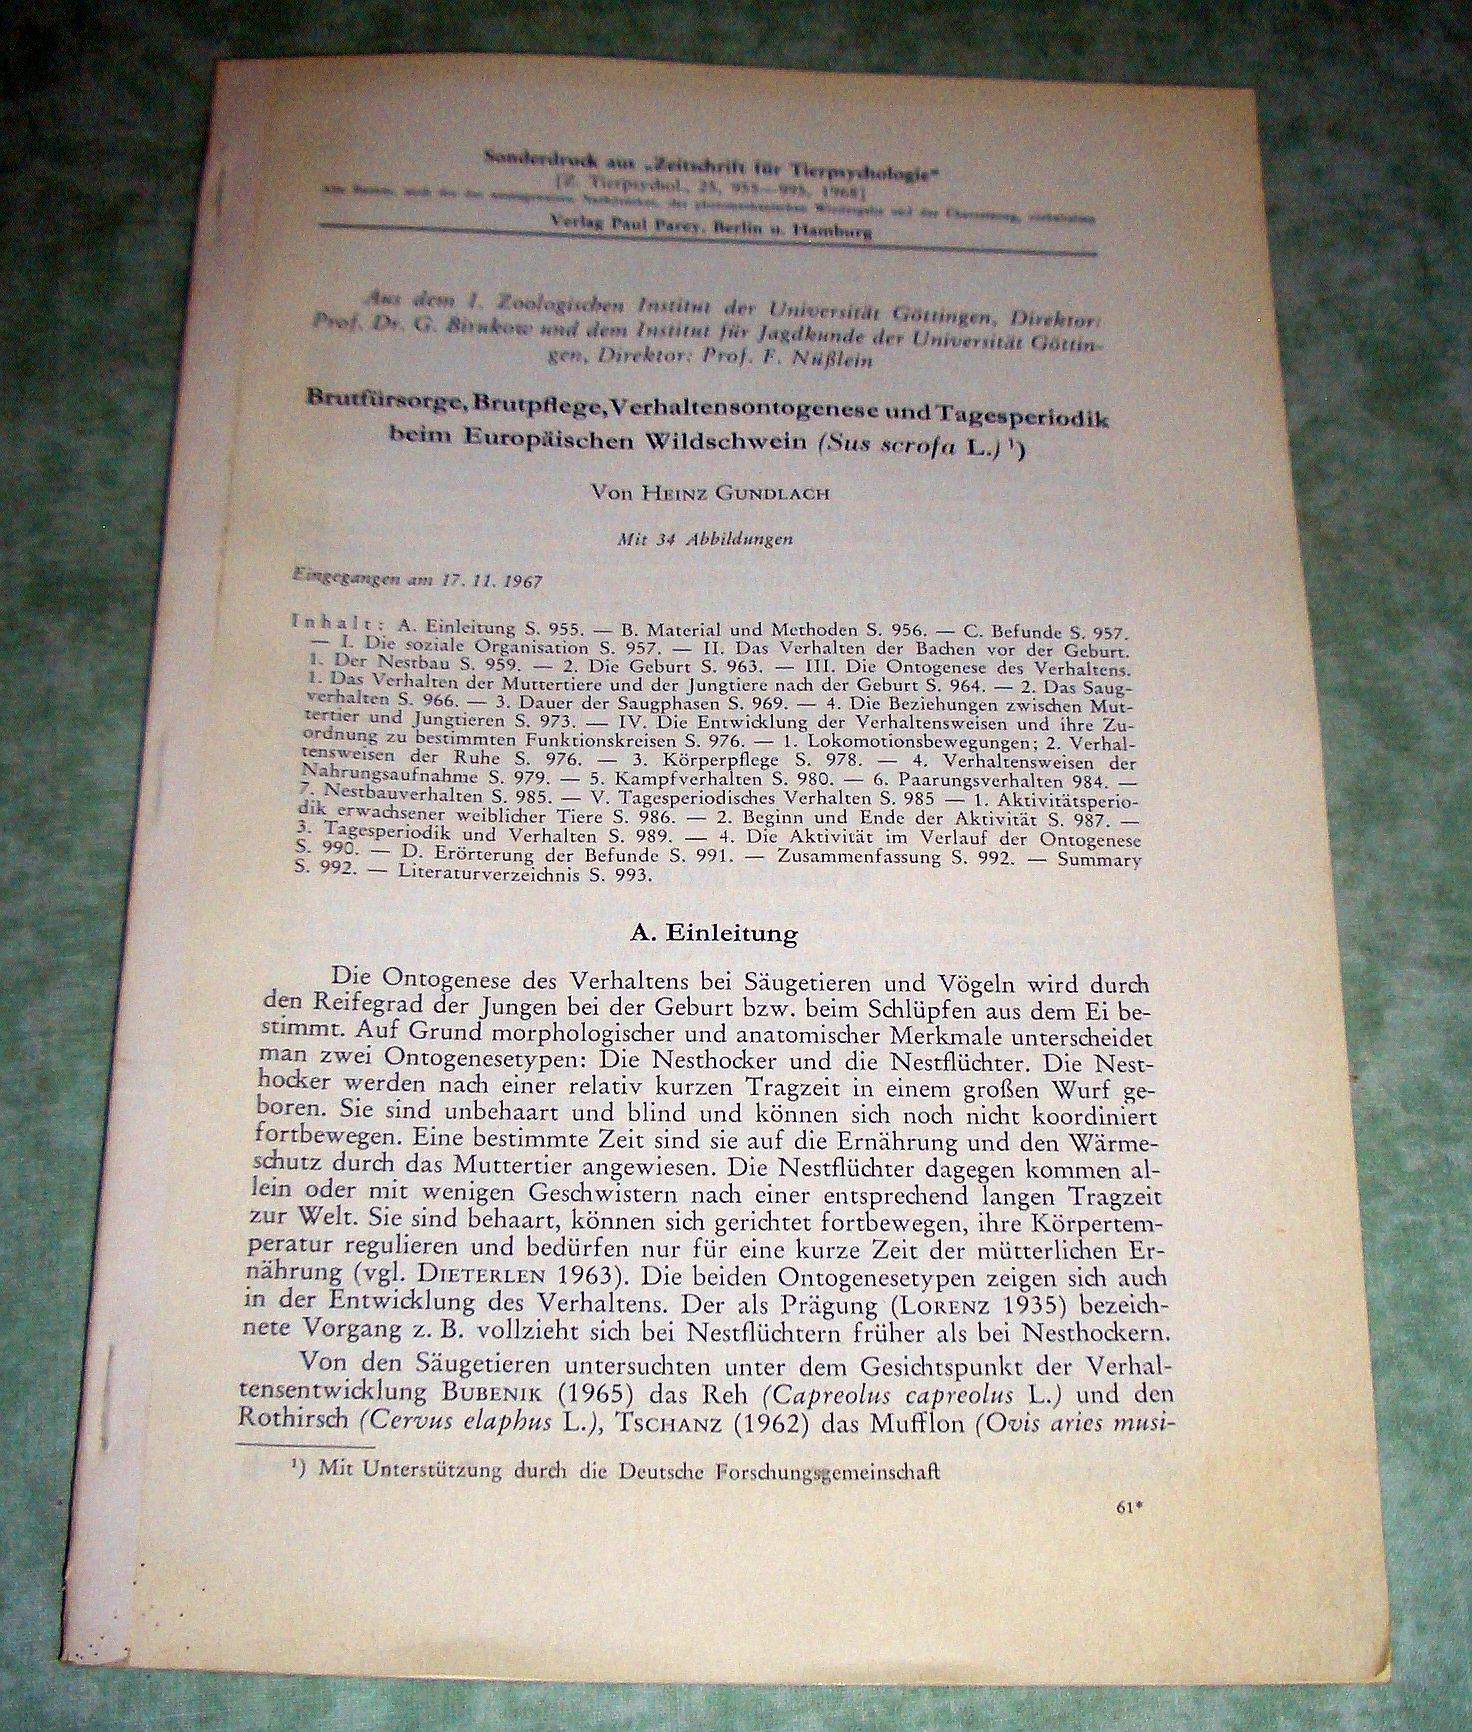 Sonderdruck aus „Zeitschrift für Tierpsychologie“
[Z. Tierpsychol., 25, 955—995, 1968]
Verlag Paul Parey, Berlin u. Hamburg
Aus dem I. Zoologischen Institut der Universität Göttingen, Direktor:
Prof. Dr. G. Birukow und dem Institut für Jagdkunde der Universität Göttin-
gen, Direktor: Prof. F. Nüßlein
Brutfürsorge, Brutpflege, Verhaltensontogenese und Tagesperiodik
beim Europäischen Wildschwein (Sus scrofa L.) ¹)
Von HEINZ GUNDLACH
Mit 34 Abbildungen
Eingegangen am 17. 11. 1967
Inhalt: A. Einleitung S. 955. — B. Material und Methoden S. 956. — C. Befunde S. 957.
— I. Die soziale Organisation S. 957. — II. Das Verhalten der Bachen vor der Geburt.
1. Der Nestbau S. 959. — 2. Die Geburt S. 963. — III. Die Ontogenese des Verhaltens.
1. Das Verhalten der Muttertiere und der Jungtiere nach der Geburt S. 964. — 2. Das Saug-
verhalten S. 966. — 3. Dauer der Saugphasen S. 969. — 4. Die Beziehungen zwischen Mut-
tertier und Jungtieren S. 973. — IV. Die Entwicklung der Verhaltensweisen und ihre Zu-
ordnung zu bestimmten Funktionskreisen S. 976. — 1. Lokomotionsbewegungen; 2. Verhal-
tensweisen der Ruhe S. 976. — 3. Körperpflege S. 978. — 4. Verhaltensweisen der
Nahrungsaufnahme S. 979. — 5. Kampfverhalten S. 980. — 6. Paarungsverhalten 984. —
7. Nestbauverhalten S. 985. — V. Tagesperiodisches Verhalten S. 985 — 1. Aktivitätsperio-
dik erwachsener weiblicher Tiere S. 986. — 2. Beginn und Ende der Aktivität S. 987. —
3. Tagesperiodik und Verhalten S. 989. — 4. Die Aktivität im Verlauf der Ontogenese
S. 990. — D. Erörterung der Befunde S. 991. — Zusammenfassung S. 992. — Summary
S. 992. — Literaturverzeichnis S. 993.
A. Einleitung
Die Ontogenese des Verhaltens bei Säugetieren und Vögeln wird durch
den Reifegrad der Jungen bei der Geburt bzw. beim Schlüpfen aus dem Ei be-
stimmt. Auf Grund morphologischer und anatomischer Merkmale unterscheidet
man zwei Ontogenesetypen: Die Nesthocker und die Nestflüchter. Die Nest-
hocker werden nach einer relativ kurzen Tragzeit in einem großen Wurf ge-
boren. Sie sind unbehaart und blind und können sich noch nicht koordiniert
fortbewegen. Eine bestimmte Zeit sind sie auf die Ernährung und den Wärme-
schutz durch das Muttertier angewiesen. Die Nestflüchter dagegen kommen al-
lein oder mit wenigen Geschwistern nach einer entsprechend langen Tragzeit
zur Welt. Sie sind behaart, können sich gerichtet fortbewegen, ihre Körpertem-
peratur regulieren und bedürfen nur für eine kurze Zeit der mütterlichen Er-
nährung (vgl. DIETERLEN 1963). Die beiden Ontogenesetypen zeigen sich auch
in der Entwicklung des Verhaltens. Der als Prägung (LORENZ 1935) bezeich-
nete Vorgang z. B. vollzieht sich bei Nestflüchtern früher als bei Nesthockern.
Von den Säugetieren untersuchten unter dem Gesichtspunkt der Verhal-
tensentwicklung BUBENIK (1965) das Reh (Capreolus capreolus L.) und den
Rothirsch (Cervus elaphus L.), TSCHANZ (1962) das Mufflon (Ovis aries musi-
¹) Mit Unterstützung durch die Deutsche Forschungsgemeinschaft
61*